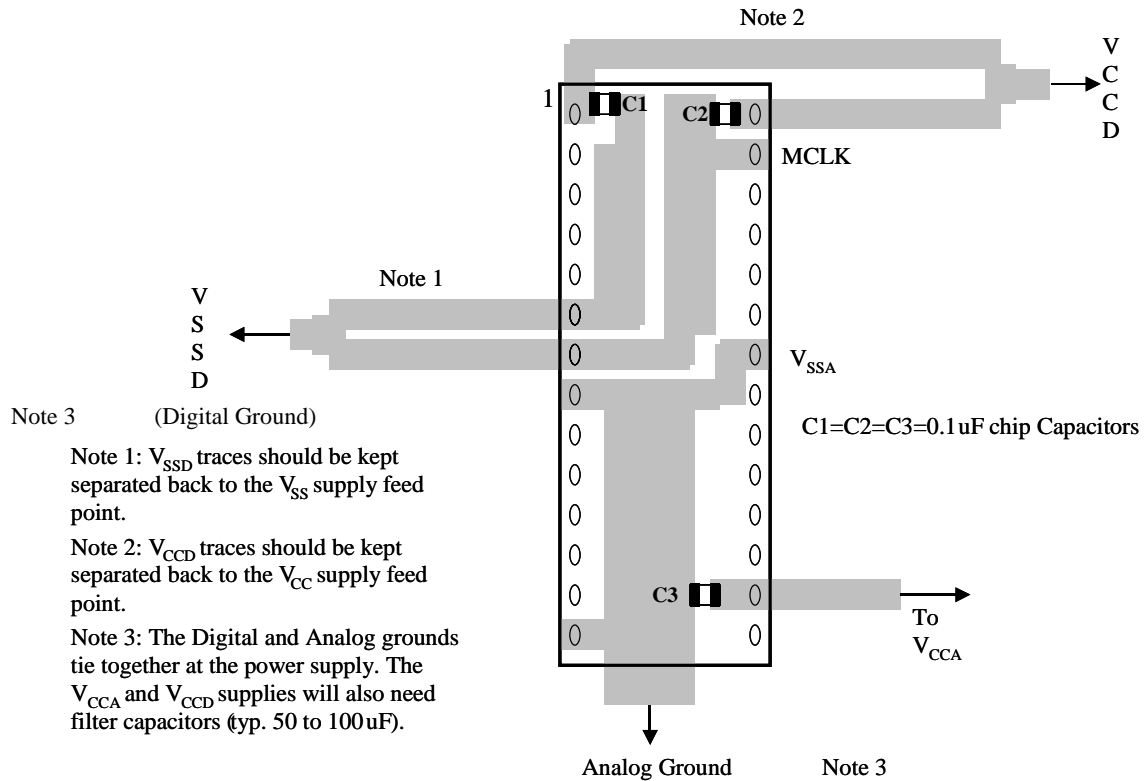 Note 2
V
C
C
D
1
C1
C2
MCLK
Note 1
V
S
S
D
VSSA
Note 3 (Digital Ground)
C1=C2=C3=0.1uF chip Capacitors
Note 1: VSSD traces should be kept
separated back to the VSS supply feed
point.
Note 2: VCCD traces should be kept
separated back to the VCC supply feed
point.
C3
To
VCCA
Note 3: The Digital and Analog grounds
tie together at the power supply. The
VCCA and VCCD supplies will also need
filter capacitors (typ. 50 to 100uF).
Analog Ground Note 3